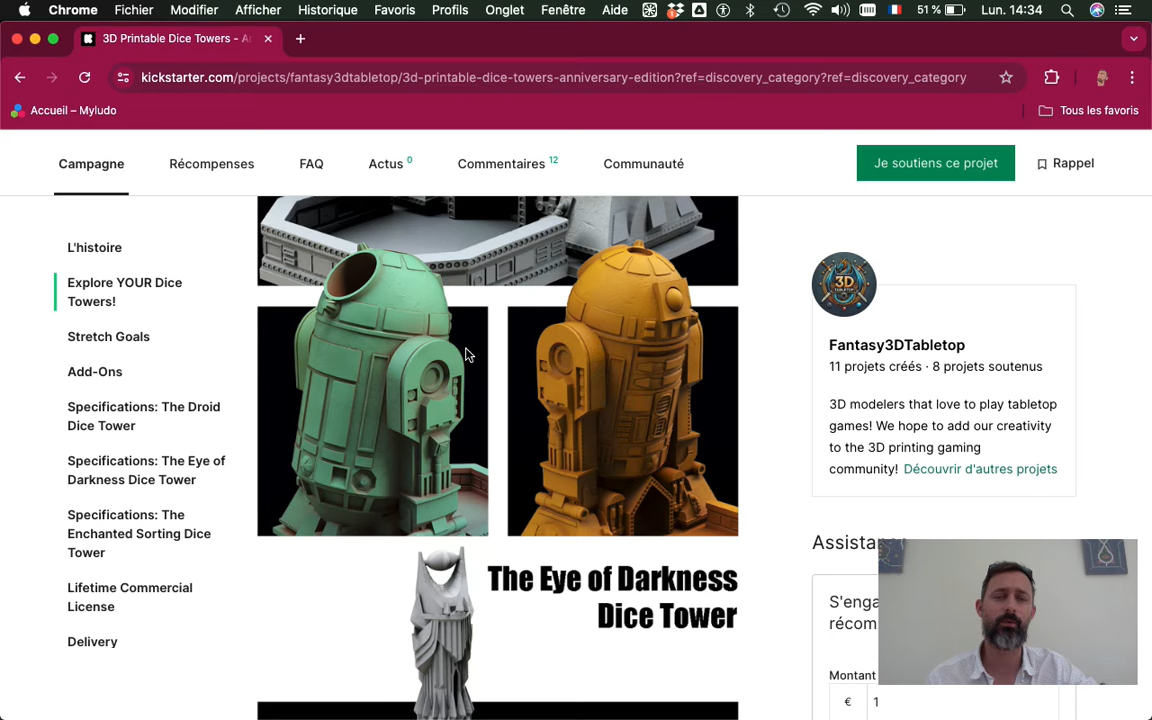 Chrome Fichier Modifier Afficher Historique Favoris Profils Onglet Fenêtre Aide 51 % Lun. 14:34
3D Printable Dice Towers - A
kickstarter.com/projects/fantasy3dtabletop/3d-printable-dice-towers-anniversary-edition?ref=discovery_category?ref=discovery_category
Accueil – Myludo
Tous les favoris
Campagne Récompenses FAQ Actus 0 Commentaires 12 Communauté
Je soutiens ce projet
Rappel
L'histoire
Explore YOUR Dice
Towers!
Stretch Goals
Add-Ons
Specifications: The Droid
Dice Tower
Specifications: The Eye of
Darkness Dice Tower
Specifications: The
Enchanted Sorting Dice
Tower
Lifetime Commercial
License
Delivery
The Eye of Darkness
Dice Tower
3D
TABLETOP
Fantasy3DTabletop
11 projets créés · 8 projets soutenus
3D modelers that love to play tabletop
games! We hope to add our creativity
to the 3D printing gaming
community! Découvrir d'autres projets
Assista
S'enga
récom
Montant
€ 1